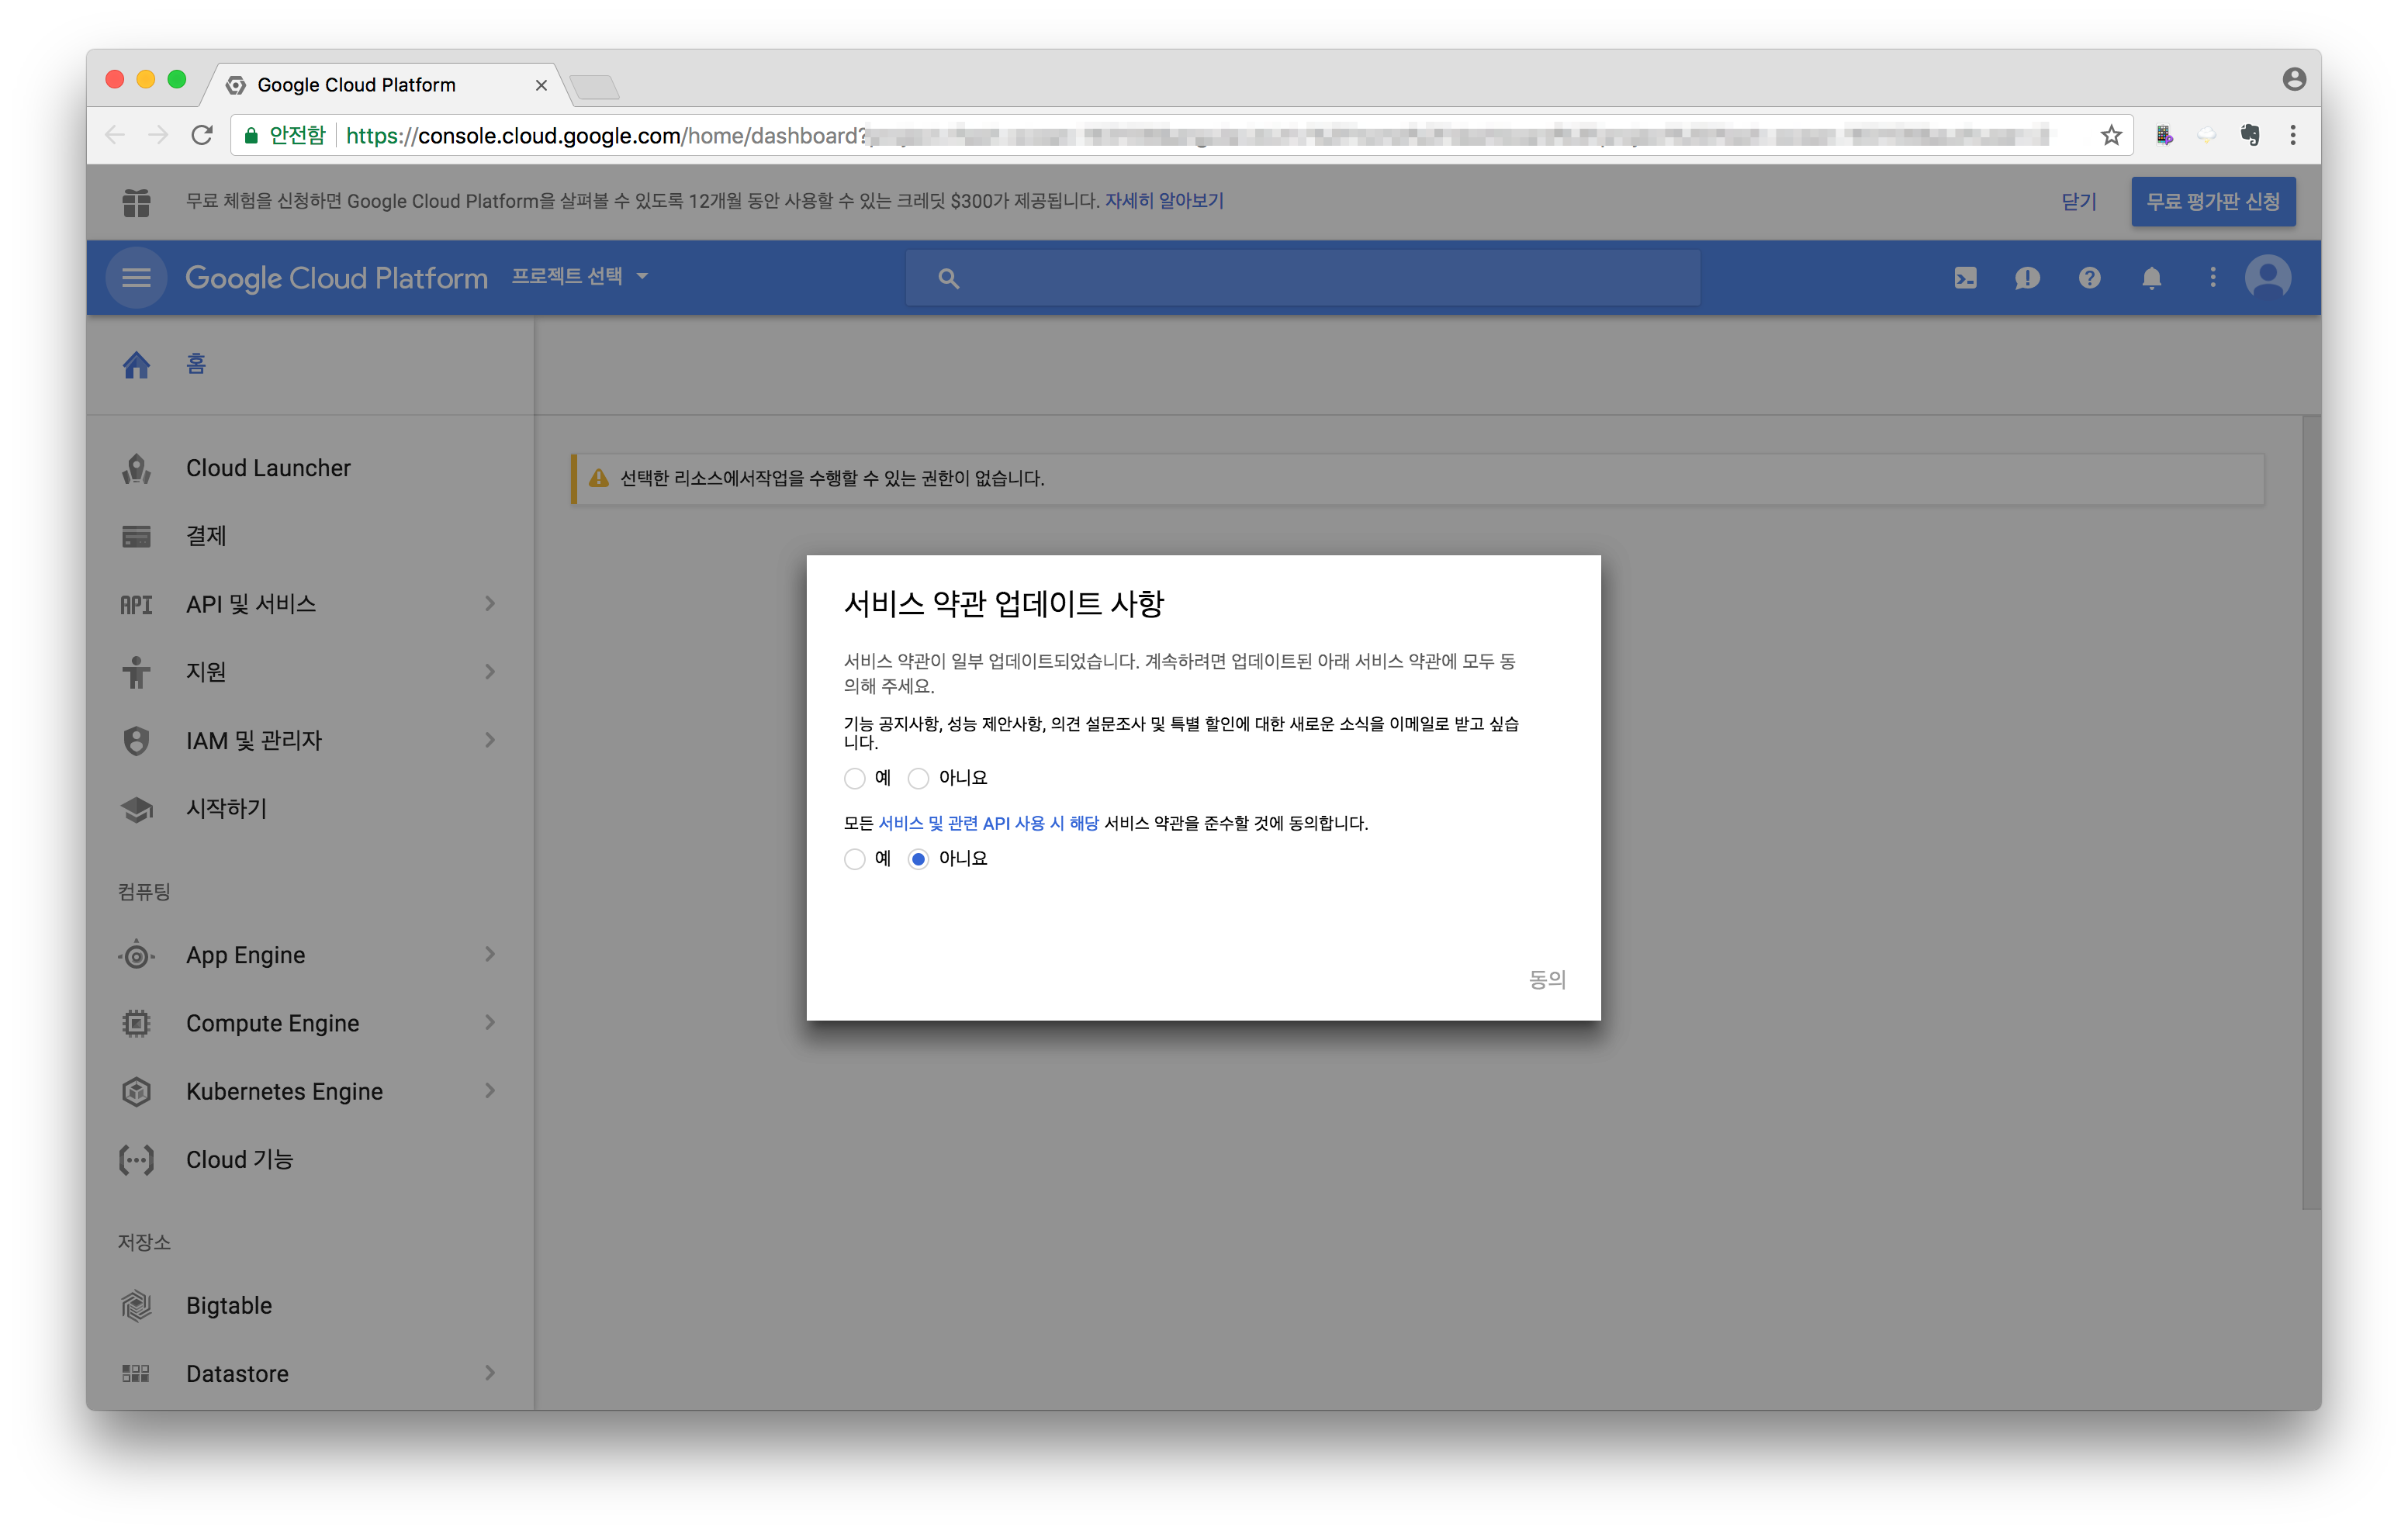 Google Cloud Platform
안전함 https://console.cloud.google.com/home/dashboard?
무료 체험을 신청하면 Google Cloud Platform을 살펴볼 수 있도록 12개월 동안 사용할 수 있는 크레딧 $300가 제공됩니다. 자세히 알아보기
닫기
무료 평가판 신청
Google Cloud Platform
프로젝트 선택
홈
Cloud Launcher
결제
API 및 서비스
지원
IAM 및 관리자
시작하기
컴퓨팅
App Engine
Compute Engine
Kubernetes Engine
Cloud 기능
저장소
Bigtable
Datastore
선택한 리소스에서작업을 수행할 수 있는 권한이 없습니다.
서비스 약관 업데이트 사항
서비스 약관이 일부 업데이트되었습니다. 계속하려면 업데이트된 아래 서비스 약관에 모두 동
의해 주세요.
기능 공지사항, 성능 제안사항, 의견 설문조사 및 특별 할인에 대한 새로운 소식을 이메일로 받고 싶습
니다.
예 아니요
모든 서비스 및 관련 API 사용 시 해당 서비스 약관을 준수할 것에 동의합니다.
예 아니요
동의